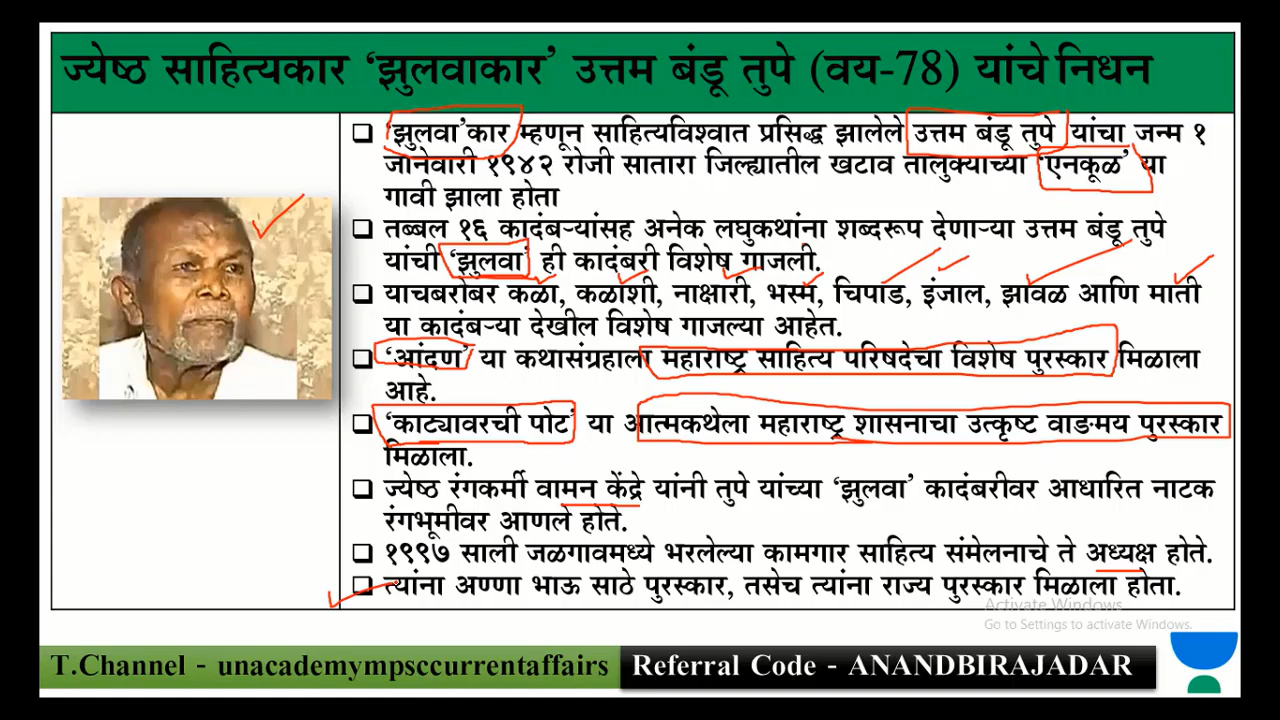 ज्येष्ठ साहित्यकार ‘झुलवाकार’ उत्तम बंडू तुपे (वय-78) यांचे निधन
‘झुलवा’कार म्हणून साहित्यविश्वात प्रसिद्ध झालेले उत्तम बंडू तुपे यांचा जन्म १
जानेवारी १९४२ रोजी सातारा जिल्ह्यातील खटाव तालुक्याच्या ‘एनकूळ’ या
गावी झाला होता
तब्बल १६ कादंबऱ्यांसह अनेक लघुकथांना शब्दरूप देणाऱ्या उत्तम बंडू तुपे
यांची ‘झुलवा’ ही कादंबरी विशेष गाजली.
याचबरोबर कळा, कळाशी, नाक्षारी, भस्म, चिपाड, इंजाल, झावळ आणि माती
या कादंबऱ्या देखील विशेष गाजल्या आहेत.
‘आंदण’ या कथासंग्रहाला महाराष्ट्र साहित्य परिषदेचा विशेष पुरस्कार मिळाला
आहे.
‘काट्यावरची पोट’ या आत्मकथेला महाराष्ट्र शासनाचा उत्कृष्ट वाङमय पुरस्कार
मिळाला.
ज्येष्ठ रंगकर्मी वामन केंद्रे यांनी तुपे यांच्या ‘झुलवा’ कादंबरीवर आधारित नाटक
रंगभूमीवर आणले होते.
१९९७ साली जळगावमध्ये भरलेल्या कामगार साहित्य संमेलनाचे ते अध्यक्ष होते.
त्यांना अण्णा भाऊ साठे पुरस्कार, तसेच त्यांना राज्य पुरस्कार मिळाला होता.
Activate Windows
Go to Settings to activate Windows.
T.Channel - unacademympsccurrentaffairs Referral Code - ANANDBIRAJADAR